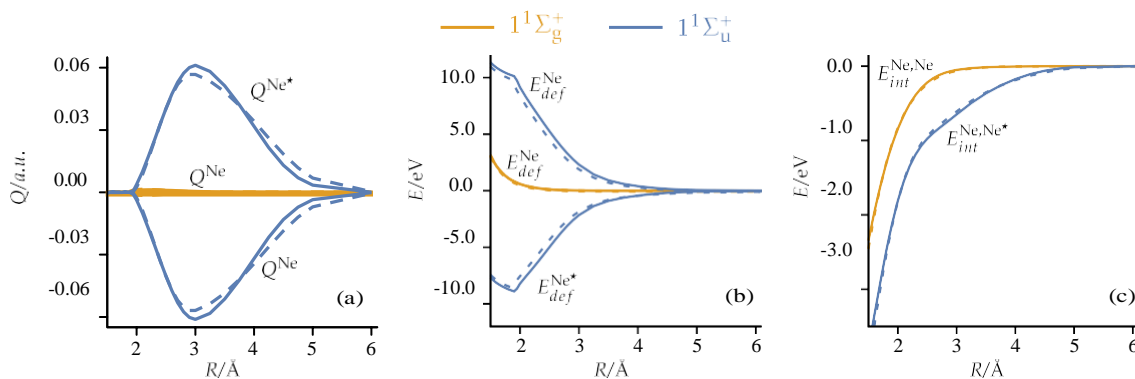 1¹Σg⁺ 1¹Σu⁺
0.06
0.03
0.00
-0.03
-0.06
Q/a.u.
Q^Ne★
Q^Ne
Q^Ne
(a)
2 3 4 5 6
R/Å
10.0
5.0
0.0
-5.0
-10.0
E/eV
E_def^Ne
E_def^Ne
E_def^Ne★
(b)
2 3 4 5 6
R/Å
0.0
-1.0
-2.0
-3.0
E/eV
E_int^Ne,Ne
E_int^Ne,Ne★
(c)
2 3 4 5 6
R/Å